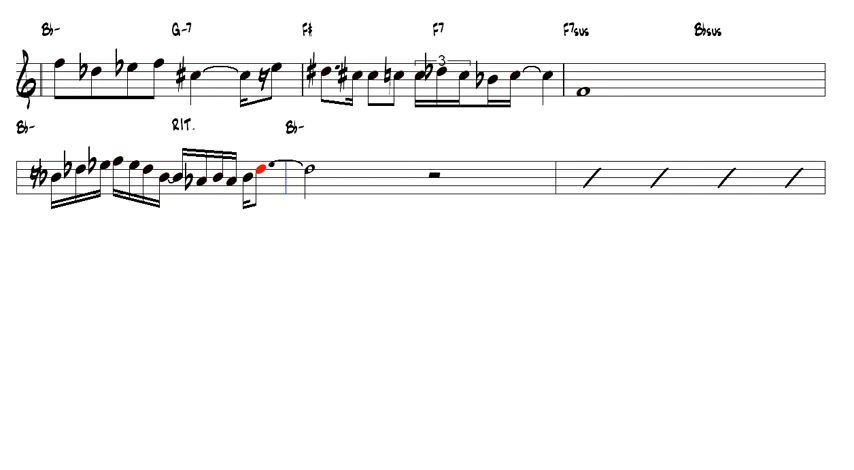 B♭- G-7 F# F7 F7sus B♭sus
3
B♭- RIT. B♭-